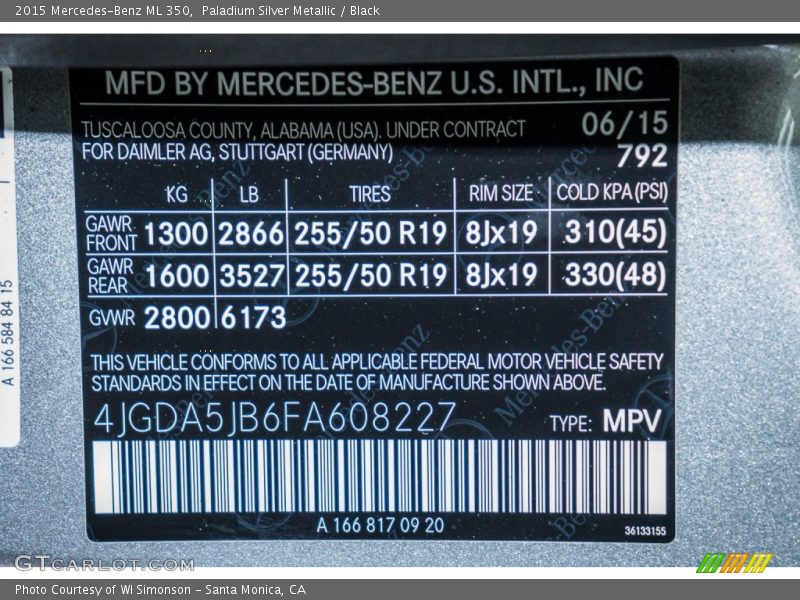 2015 Mercedes-Benz ML 350,  Paladium Silver Metallic / Black
MFD BY MERCEDES-BENZ U.S. INTL., INC
TUSCALOOSA COUNTY, ALABAMA (USA). UNDER CONTRACT 06/15
FOR DAIMLER AG, STUTTGART (GERMANY) 792
KG LB TIRES RIM SIZE COLD KPA (PSI)
GAWR FRONT 1300 2866 255/50 R19 8Jx19 310(45)
GAWR REAR 1600 3527 255/50 R19 8Jx19 330(48)
GVWR 2800 6173
THIS VEHICLE CONFORMS TO ALL APPLICABLE FEDERAL MOTOR VEHICLE SAFETY
STANDARDS IN EFFECT ON THE DATE OF MANUFACTURE SHOWN ABOVE.
4JGDA5JB6FA608227 TYPE: MPV
A 166 817 09 20
36133155
A 166 584 84 15
Mercedes-Benz
GTcarlot.com
Photo Courtesy of WI Simonson - Santa Monica, CA